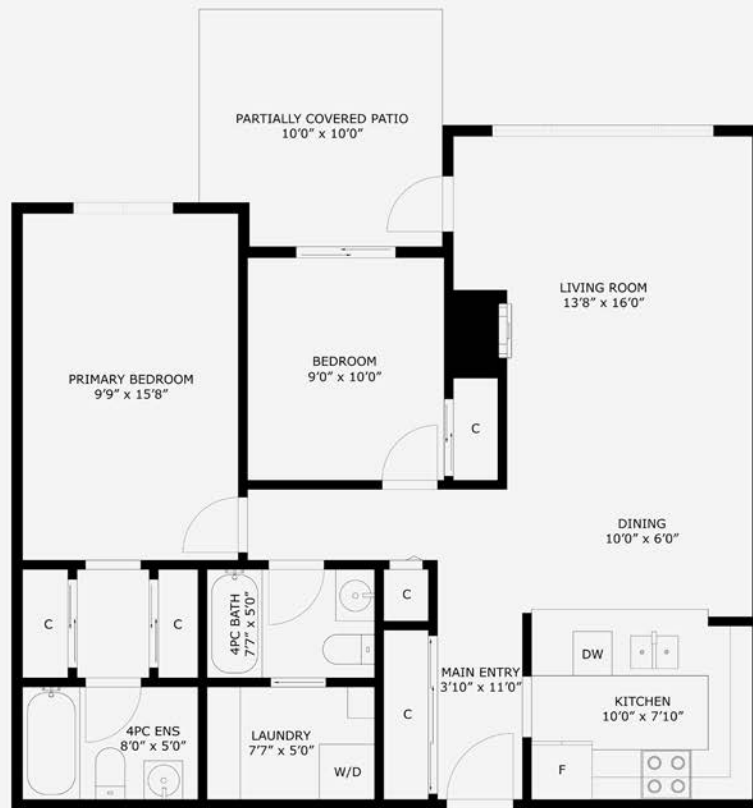 PARTIALLY COVERED PATIO
10'0" x 10'0"
LIVING ROOM
13'8" x 16'0"
BEDROOM
9'0" x 10'0"
PRIMARY BEDROOM
9'9" x 15'8"
C
DINING
10'0" x 6'0"
C
C
4PC BATH
7'7" x 5'0"
C
DW
MAIN ENTRY
3'10" x 11'0"
KITCHEN
10'0" x 7'10"
C
4PC ENS
8'0" x 5'0"
LAUNDRY
7'7" x 5'0"
W/D
F